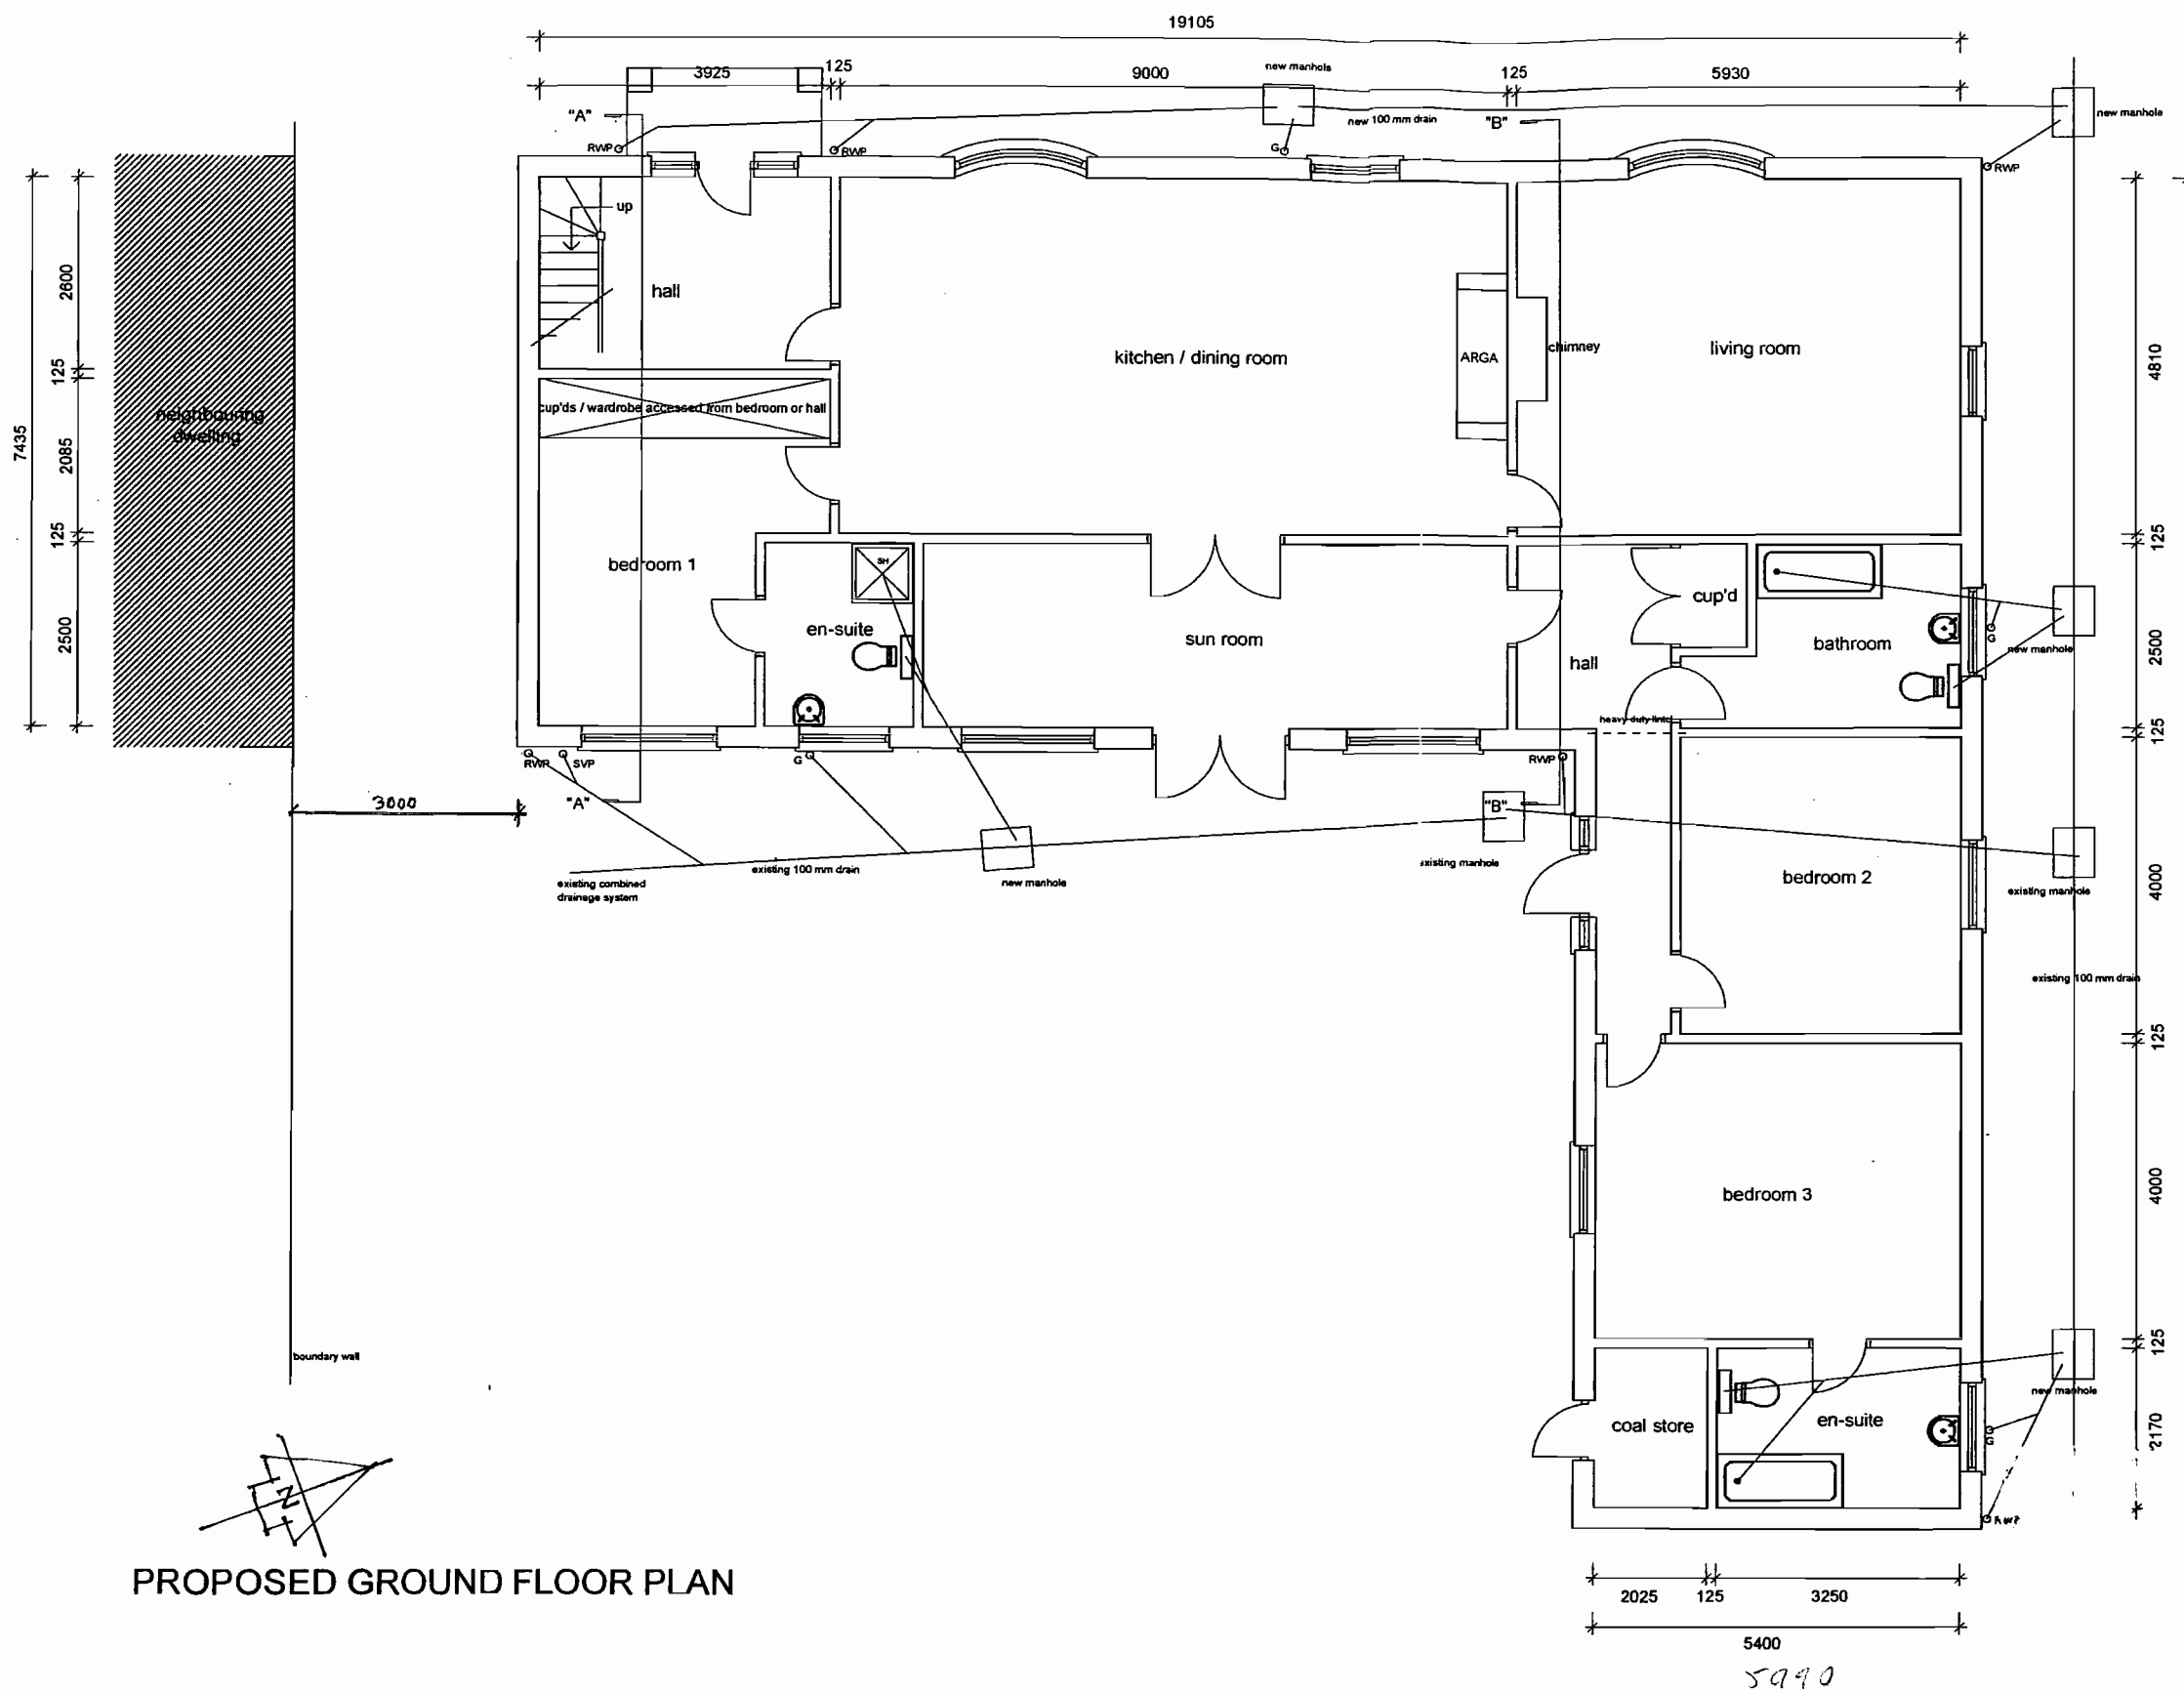 19105
3925
125
9000
new manhole
125
5930
"A"
new 100 mm drain
"B"
new manhole
RWP
RWP
G
RWP
up
2600
hall
125
kitchen / dining room
ARGA
chimney
living room
4810
neighbouring
dwelling
cup'ds / wardrobe accessed from bedroom or hall
7435
2085
125
125
bedroom 1
SH
cup'd
2500
en-suite
sun room
hall
bathroom
G
new manhole
2500
heavy duty lintel
125
RWP
SVP
G
RWP
3000
"A"
"B"
existing combined
drainage system
existing 100 mm drain
new manhole
existing manhole
bedroom 2
existing manhole
4000
existing 100 mm drain
125
bedroom 3
4000
boundary wall
125
new manhole
coal store
en-suite
G
2170
N
RWP
PROPOSED GROUND FLOOR PLAN
2025
125
3250
5400
5990